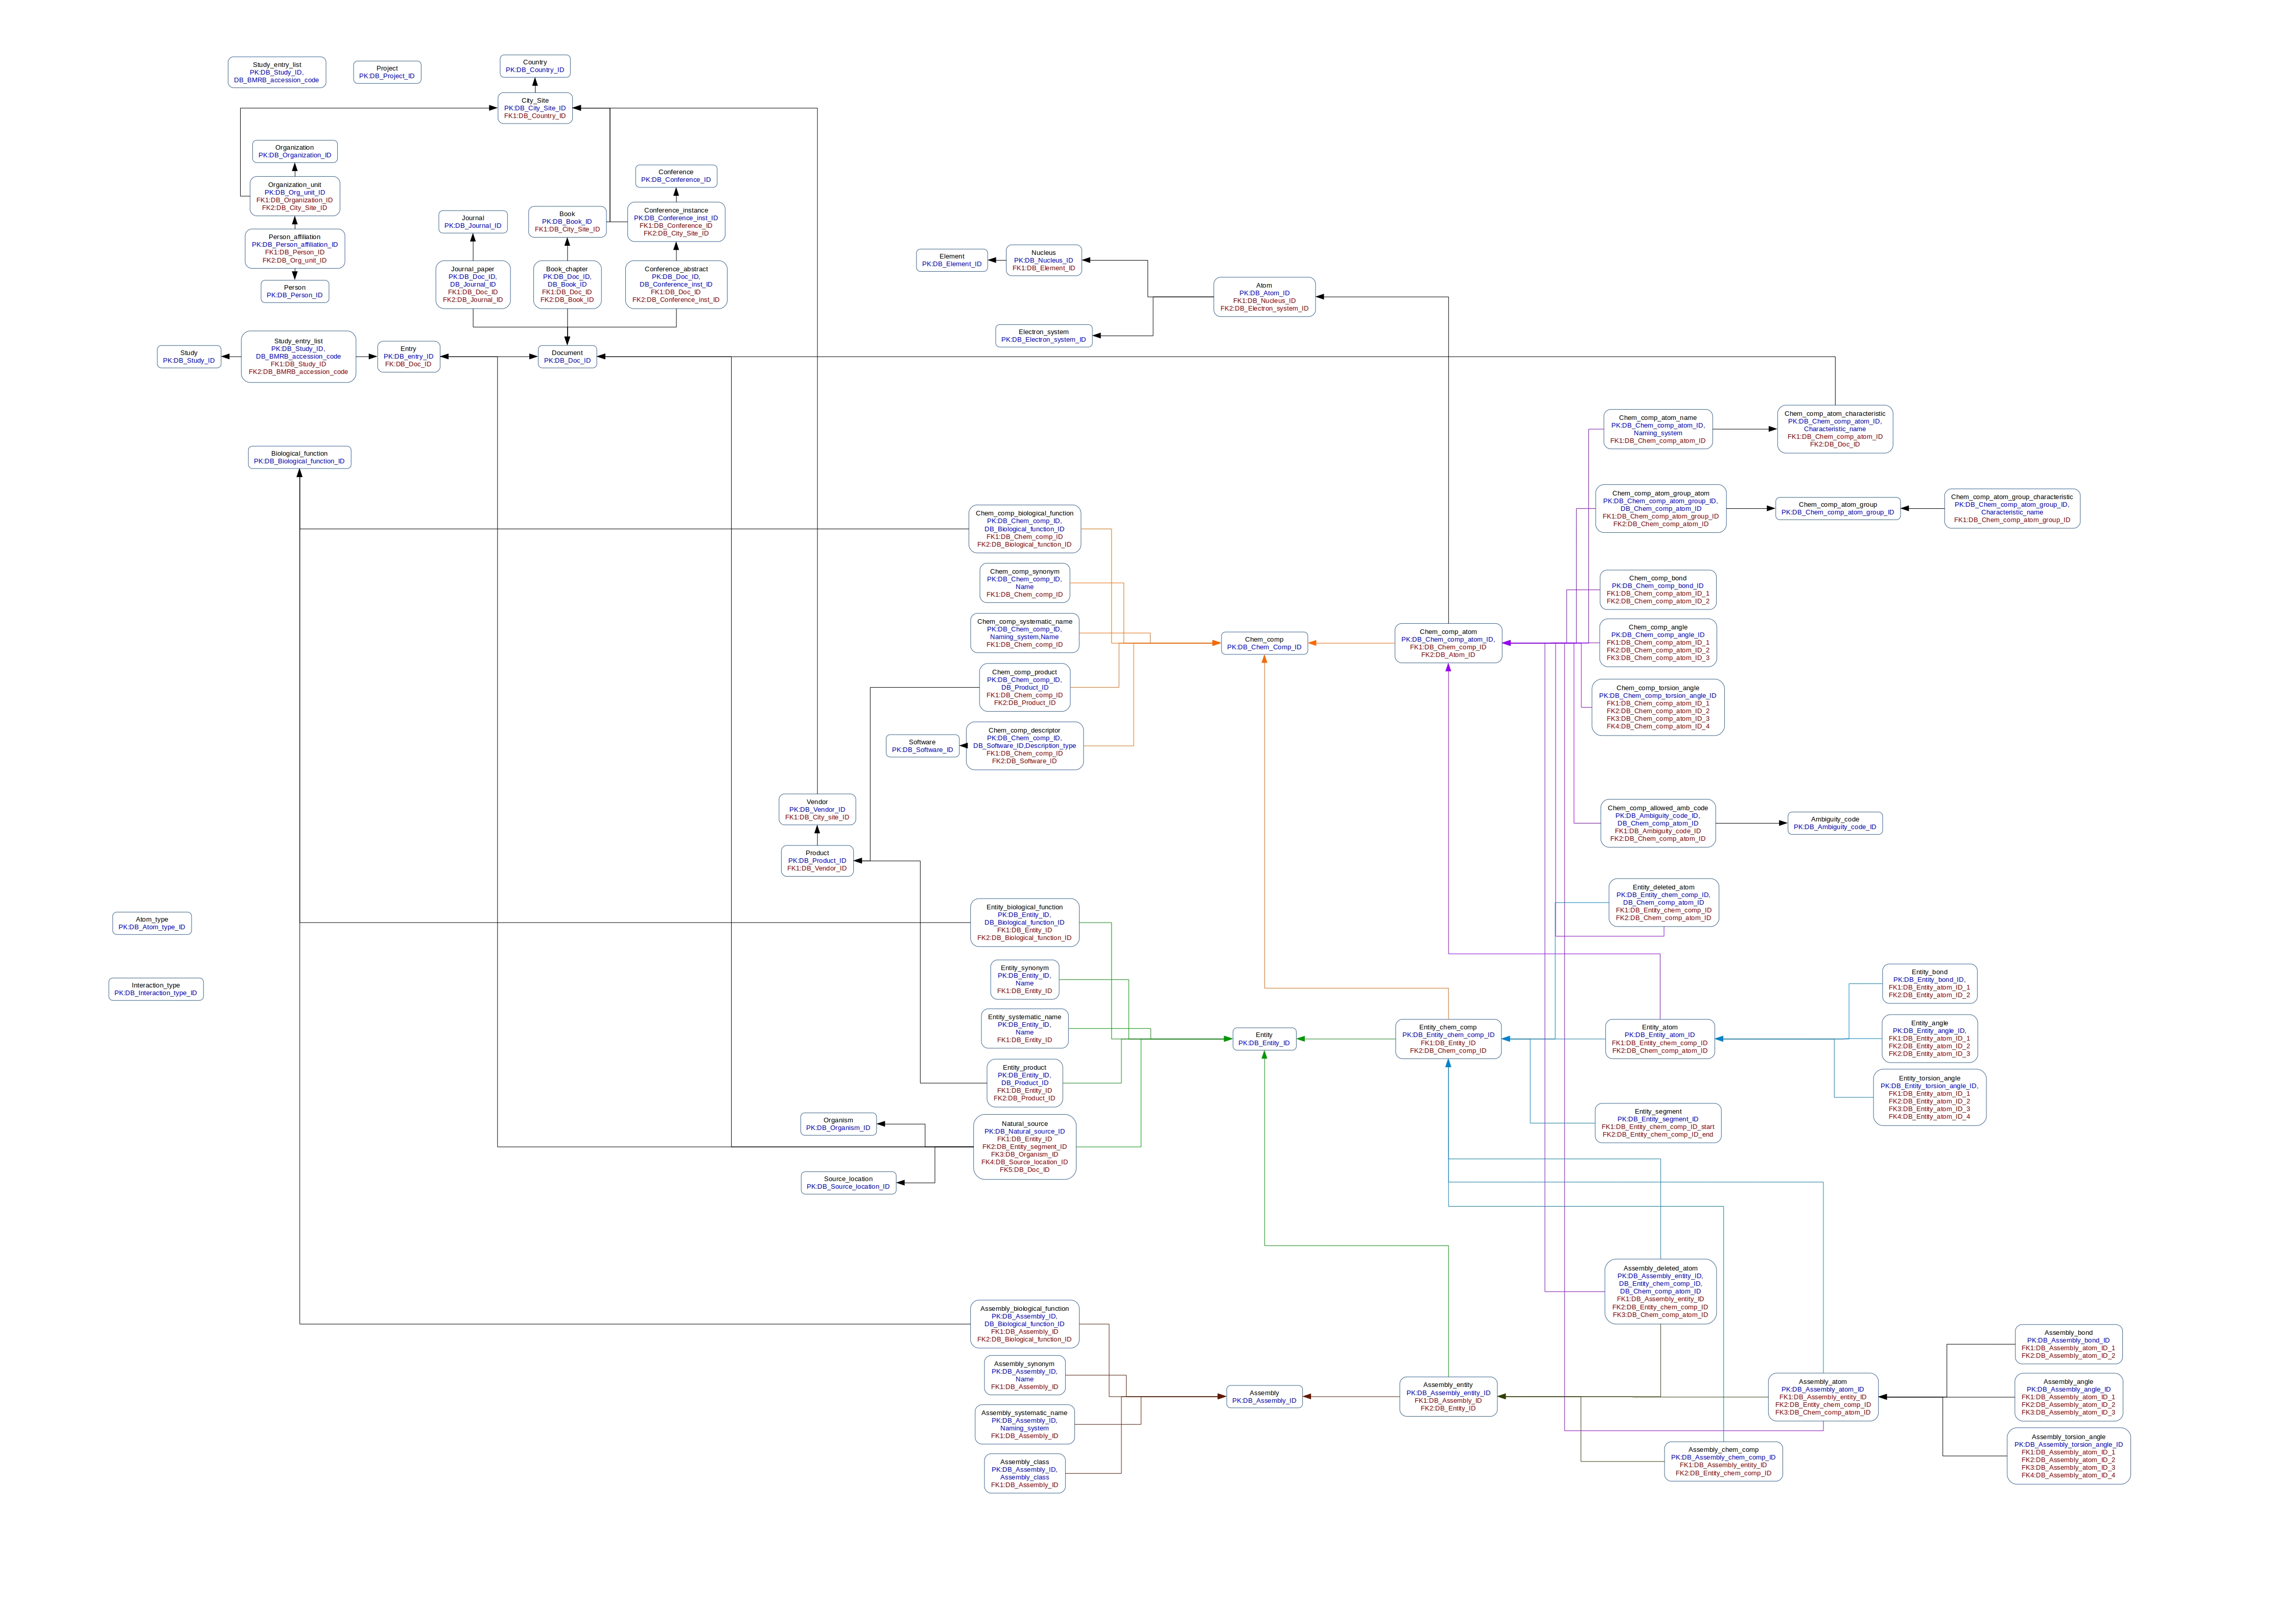 Study_entry_list
PK:DB_Study_ID,
DB_BMRB_accession_code
Project
PK:DB_Project_ID
Country
PK:DB_Country_ID
City_Site
PK:DB_City_Site_ID
FK1:DB_Country_ID
Organization
PK:DB_Organization_ID
Organization_unit
PK:DB_Org_unit_ID
FK1:DB_Organization_ID
FK2:DB_City_Site_ID
Person_affiliation
PK:DB_Person_affiliation_ID
FK1:DB_Person_ID
FK2:DB_Org_unit_ID
Person
PK:DB_Person_ID
Journal
PK:DB_Journal_ID
Book
PK:DB_Book_ID
FK1:DB_City_Site_ID
Conference
PK:DB_Conference_ID
Conference_instance
PK:DB_Conference_inst_ID
FK1:DB_Conference_ID
FK2:DB_City_Site_ID
Journal_paper
PK:DB_Doc_ID,
DB_Journal_ID
FK1:DB_Doc_ID
FK2:DB_Journal_ID
Book_chapter
PK:DB_Doc_ID,
DB_Book_ID
FK1:DB_Doc_ID
FK2:DB_Book_ID
Conference_abstract
PK:DB_Doc_ID,
DB_Conference_inst_ID
FK1:DB_Doc_ID
FK2:DB_Conference_inst_ID
Study
PK:DB_Study_ID
Study_entry_list
PK:DB_Study_ID,
DB_BMRB_accession_code
FK1:DB_Study_ID
FK2:DB_BMRB_accession_code
Entry
PK:DB_entry_ID
FK:DB_Doc_ID
Document
PK:DB_Doc_ID
Element
PK:DB_Element_ID
Nucleus
PK:DB_Nucleus_ID
FK1:DB_Element_ID
Atom
PK:DB_Atom_ID
FK1:DB_Nucleus_ID
FK2:DB_Electron_system_ID
Electron_system
PK:DB_Electron_system_ID
Biological_function
PK:DB_Biological_function_ID
Chem_comp_atom_name
PK:DB_Chem_comp_atom_ID,
Naming_system
FK1:DB_Chem_comp_atom_ID
Chem_comp_atom_characteristic
PK:DB_Chem_comp_atom_ID,
Characteristic_name
FK1:DB_Chem_comp_atom_ID
FK2:DB_Doc_ID
Chem_comp_atom_group_atom
PK:DB_Chem_comp_atom_group_ID,
DB_Chem_comp_atom_ID
FK1:DB_Chem_comp_atom_group_ID
FK2:DB_Chem_comp_atom_ID
Chem_comp_atom_group
PK:DB_Chem_comp_atom_group_ID
Chem_comp_atom_group_characteristic
PK:DB_Chem_comp_atom_group_ID,
Characteristic_name
FK1:DB_Chem_comp_atom_group_ID
Chem_comp_biological_function
PK:DB_Chem_comp_ID,
DB_Biological_function_ID
FK1:DB_Chem_comp_ID
FK2:DB_Biological_function_ID
Chem_comp_synonym
PK:DB_Chem_comp_ID,
Name
FK1:DB_Chem_comp_ID
Chem_comp_systematic_name
PK:DB_Chem_comp_ID,
Naming_system,Name
FK1:DB_Chem_comp_ID
Chem_comp_product
PK:DB_Chem_comp_ID,
DB_Product_ID
FK1:DB_Chem_comp_ID
FK2:DB_Product_ID
Software
PK:DB_Software_ID
Chem_comp_descriptor
PK:DB_Chem_comp_ID,
DB_Software_ID,Description_type
FK1:DB_Chem_comp_ID
FK2:DB_Software_ID
Chem_comp
PK:DB_Chem_Comp_ID
Chem_comp_atom
PK:DB_Chem_comp_atom_ID,
FK1:DB_Chem_comp_ID
FK2:DB_Atom_ID
Chem_comp_bond
PK:DB_Chem_comp_bond_ID
FK1:DB_Chem_comp_atom_ID_1
FK2:DB_Chem_comp_atom_ID_2
Chem_comp_angle
PK:DB_Chem_comp_angle_ID
FK1:DB_Chem_comp_atom_ID_1
FK2:DB_Chem_comp_atom_ID_2
FK3:DB_Chem_comp_atom_ID_3
Chem_comp_torsion_angle
PK:DB_Chem_comp_torsion_angle_ID
FK1:DB_Chem_comp_atom_ID_1
FK2:DB_Chem_comp_atom_ID_2
FK3:DB_Chem_comp_atom_ID_3
FK4:DB_Chem_comp_atom_ID_4
Vendor
PK:DB_Vendor_ID
FK1:DB_City_site_ID
Product
PK:DB_Product_ID
FK1:DB_Vendor_ID
Chem_comp_allowed_amb_code
PK:DB_Ambiguity_code_ID,
DB_Chem_comp_atom_ID
FK1:DB_Ambiguity_code_ID
FK2:DB_Chem_comp_atom_ID
Ambiguity_code
PK:DB_Ambiguity_code_ID
Atom_type
PK:DB_Atom_type_ID
Interaction_type
PK:DB_Interaction_type_ID
Entity_biological_function
PK:DB_Entity_ID,
DB_Biological_function_ID
FK1:DB_Entity_ID
FK2:DB_Biological_function_ID
Entity_synonym
PK:DB_Entity_ID,
Name
FK1:DB_Entity_ID
Entity_systematic_name
PK:DB_Entity_ID,
Name
FK1:DB_Entity_ID
Entity_product
PK:DB_Entity_ID,
DB_Product_ID
FK1:DB_Entity_ID
FK2:DB_Product_ID
Organism
PK:DB_Organism_ID
Source_location
PK:DB_Source_location_ID
Natural_source
PK:DB_Natural_source_ID
FK1:DB_Entity_ID
FK2:DB_Entity_segment_ID
FK3:DB_Organism_ID
FK4:DB_Source_location_ID
FK5:DB_Doc_ID
Entity
PK:DB_Entity_ID
Entity_chem_comp
PK:DB_Entity_chem_comp_ID
FK1:DB_Entity_ID
FK2:DB_Chem_comp_ID
Entity_deleted_atom
PK:DB_Entity_chem_comp_ID,
DB_Chem_comp_atom_ID
FK1:DB_Entity_chem_comp_ID
FK2:DB_Chem_comp_atom_ID
Entity_atom
PK:DB_Entity_atom_ID
FK1:DB_Entity_chem_comp_ID
FK2:DB_Chem_comp_atom_ID
Entity_bond
PK:DB_Entity_bond_ID,
FK1:DB_Entity_atom_ID_1
FK2:DB_Entity_atom_ID_2
Entity_angle
PK:DB_Entity_angle_ID,
FK1:DB_Entity_atom_ID_1
FK2:DB_Entity_atom_ID_2
FK2:DB_Entity_atom_ID_3
Entity_torsion_angle
PK:DB_Entity_torsion_angle_ID,
FK1:DB_Entity_atom_ID_1
FK2:DB_Entity_atom_ID_2
FK3:DB_Entity_atom_ID_3
FK4:DB_Entity_atom_ID_4
Entity_segment
PK:DB_Entity_segment_ID
FK1:DB_Entity_chem_comp_ID_start
FK2:DB_Entity_chem_comp_ID_end
Assembly_deleted_atom
PK:DB_Assembly_entity_ID,
DB_Entity_chem_comp_ID,
DB_Chem_comp_atom_ID
FK1:DB_Assembly_entity_ID
FK2:DB_Entity_chem_comp_ID
FK3:DB_Chem_comp_atom_ID
Assembly_biological_function
PK:DB_Assembly_ID,
DB_Biological_function_ID
FK1:DB_Assembly_ID
FK2:DB_Biological_function_ID
Assembly_synonym
PK:DB_Assembly_ID,
Name
FK1:DB_Assembly_ID
Assembly_systematic_name
PK:DB_Assembly_ID,
Naming_system
FK1:DB_Assembly_ID
Assembly_class
PK:DB_Assembly_ID,
Assembly_class
FK1:DB_Assembly_ID
Assembly
PK:DB_Assembly_ID
Assembly_entity
PK:DB_Assembly_entity_ID
FK1:DB_Assembly_ID
FK2:DB_Entity_ID
Assembly_atom
PK:DB_Assembly_atom_ID
FK1:DB_Assembly_entity_ID
FK2:DB_Entity_chem_comp_ID
FK3:DB_Chem_comp_atom_ID
Assembly_chem_comp
PK:DB_Assembly_chem_comp_ID
FK1:DB_Assembly_entity_ID
FK2:DB_Entity_chem_comp_ID
Assembly_bond
PK:DB_Assembly_bond_ID
FK1:DB_Assembly_atom_ID_1
FK2:DB_Assembly_atom_ID_2
Assembly_angle
PK:DB_Assembly_angle_ID
FK1:DB_Assembly_atom_ID_1
FK2:DB_Assembly_atom_ID_2
FK3:DB_Assembly_atom_ID_3
Assembly_torsion_angle
PK:DB_Assembly_torsion_angle_ID
FK1:DB_Assembly_atom_ID_1
FK2:DB_Assembly_atom_ID_2
FK3:DB_Assembly_atom_ID_3
FK4:DB_Assembly_atom_ID_4